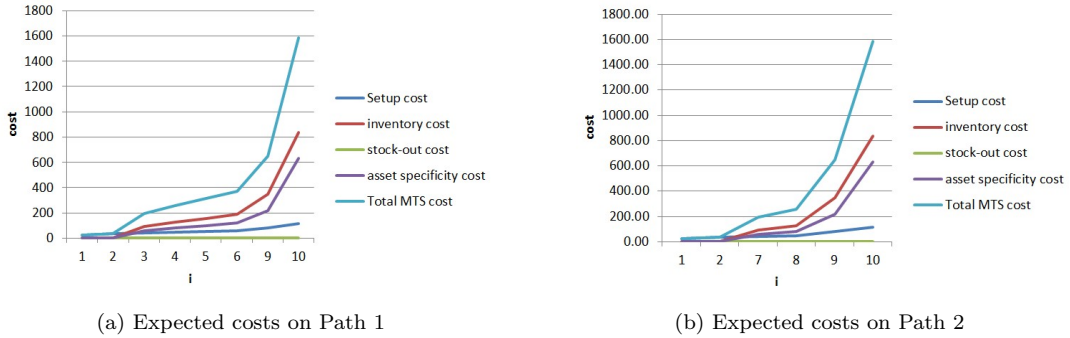 1800
1600
1400
1200
1000
800
600
400
200
0
cost
1 2 3 4 5 6 9 10
i
Setup cost
inventory cost
stock-out cost
asset specificity cost
Total MTS cost
(a) Expected costs on Path 1
1800.00
1600.00
1400.00
1200.00
1000.00
800.00
600.00
400.00
200.00
0.00
cost
1 2 7 8 9 10
i
Setup cost
inventory cost
stock-out cost
asset specificity cost
Total MTS cost
(b) Expected costs on Path 2